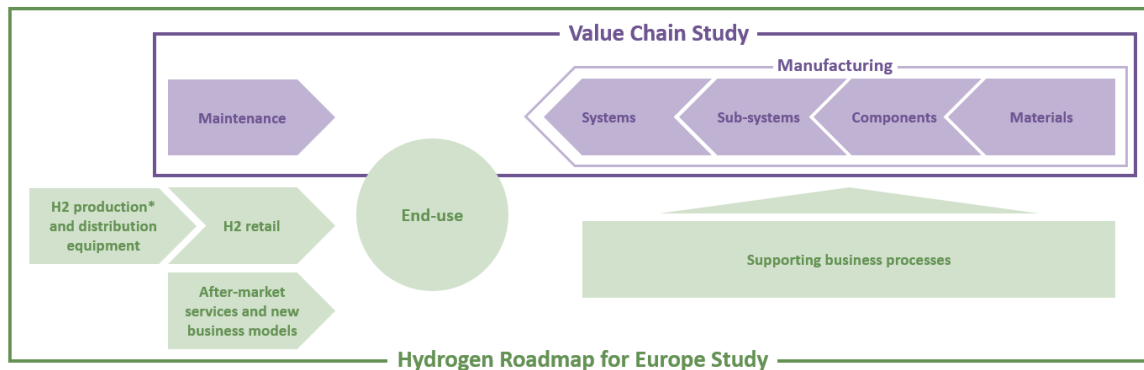 Value Chain Study
Manufacturing
Maintenance
Systems
Sub-systems
Components
Materials
H2 production*
and distribution
equipment
H2 retail
End-use
Supporting business processes
After-market
services and new
business models
Hydrogen Roadmap for Europe Study